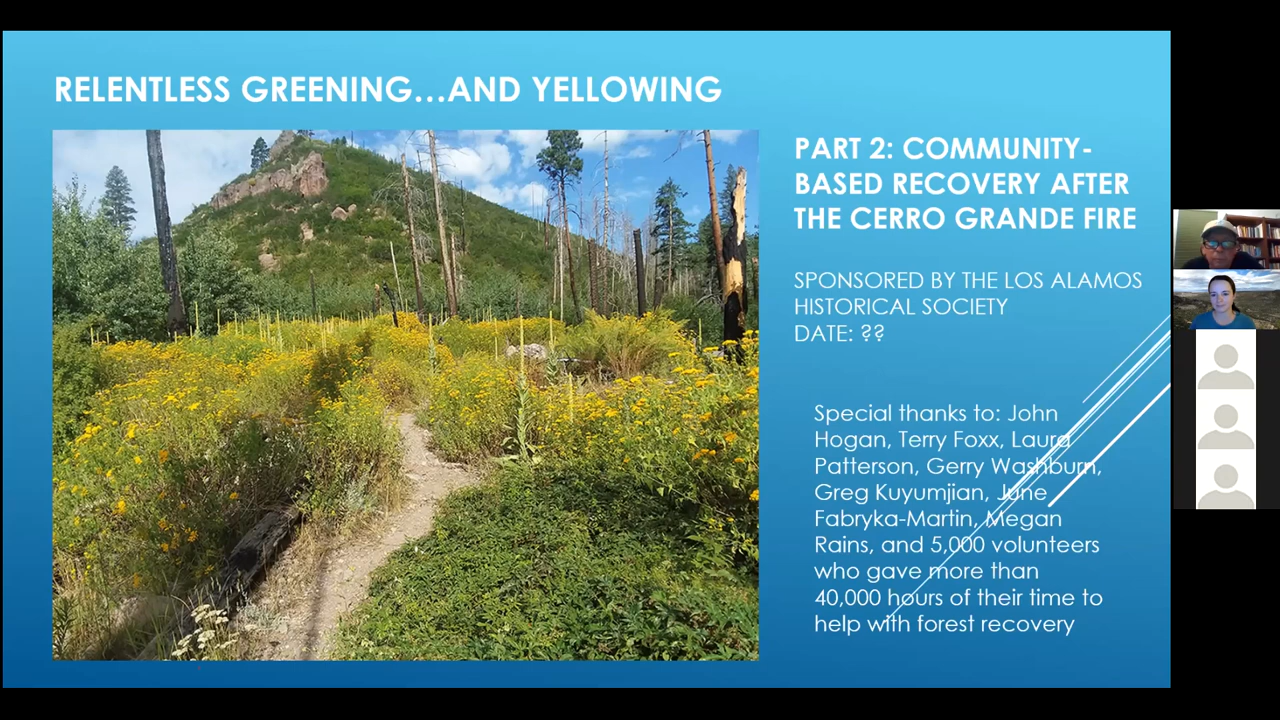 RELENTLESS GREENING…AND YELLOWING
PART 2: COMMUNITY-
BASED RECOVERY AFTER
THE CERRO GRANDE FIRE
SPONSORED BY THE LOS ALAMOS
HISTORICAL SOCIETY
DATE: ??
Special thanks to: John
Hogan, Terry Foxx, Laura
Patterson, Gerry Washburn,
Greg Kuyumjian, June
Fabryka-Martin, Megan
Rains, and 5,000 volunteers
who gave more than
40,000 hours of their time to
help with forest recovery